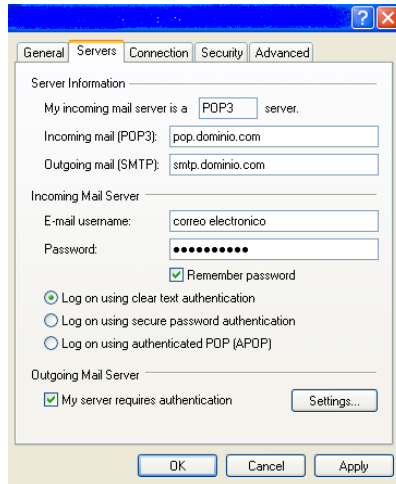 General Servers Connection Security Advanced
Server Information
My incoming mail server is a POP3 server.
Incoming mail (POP3): pop.dominio.com
Outgoing mail (SMTP): smtp.dominio.com
Incoming Mail Server
E-mail username: correo electronico
Password: ●●●●●●●●●●
Remember password
Log on using clear text authentication
Log on using secure password authentication
Log on using authenticated POP (APOP)
Outgoing Mail Server
My server requires authentication Settings...
OK Cancel Apply